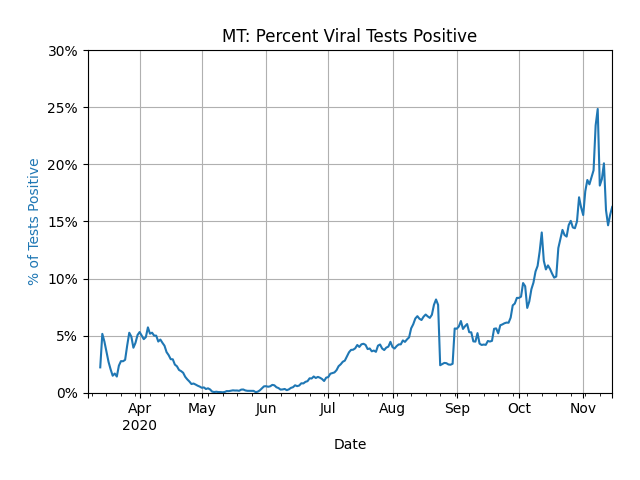 MT: Percent Viral Tests Positive
30%
25%
20%
15%
10%
5%
0%
% of Tests Positive
Apr May Jun Jul Aug Sep Oct Nov
2020
Date